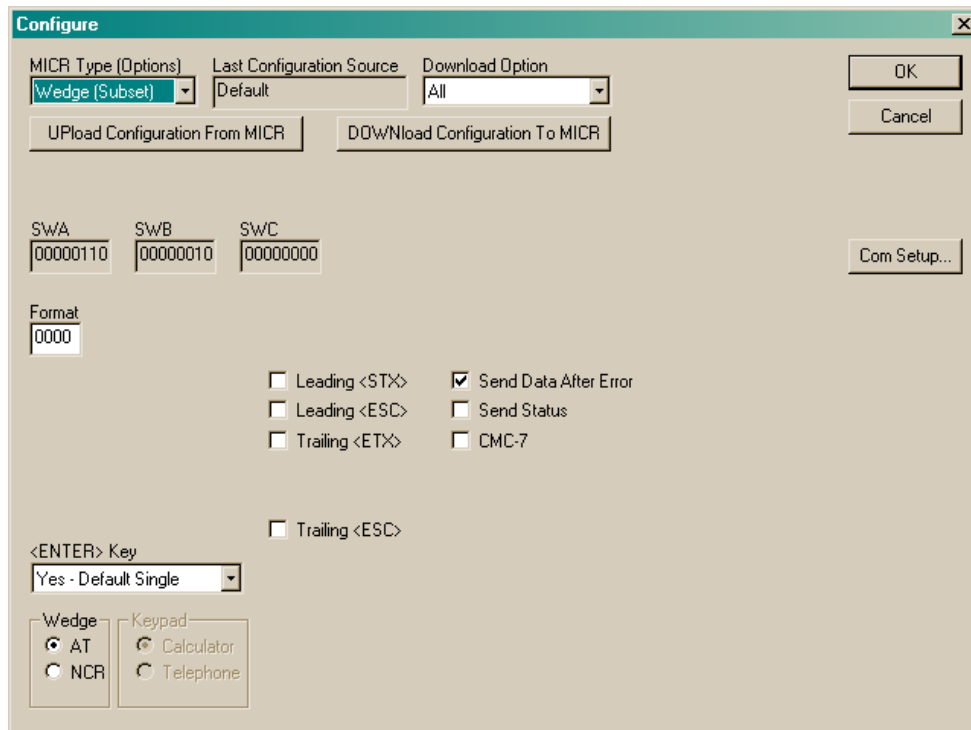 Configure
MICR Type (Options) Last Configuration Source Download Option
Wedge (Subset) Default All OK
Cancel
UPload Configuration From MICR DOWNload Configuration To MICR
SWA SWB SWC
00000110 00000010 00000000 Com Setup...
Format
0000
Leading <STX> Send Data After Error
Leading <ESC> Send Status
Trailing <ETX> CMC-7
Trailing <ESC>
<ENTER> Key
Yes - Default Single
Wedge Keypad
AT Calculator
NCR Telephone